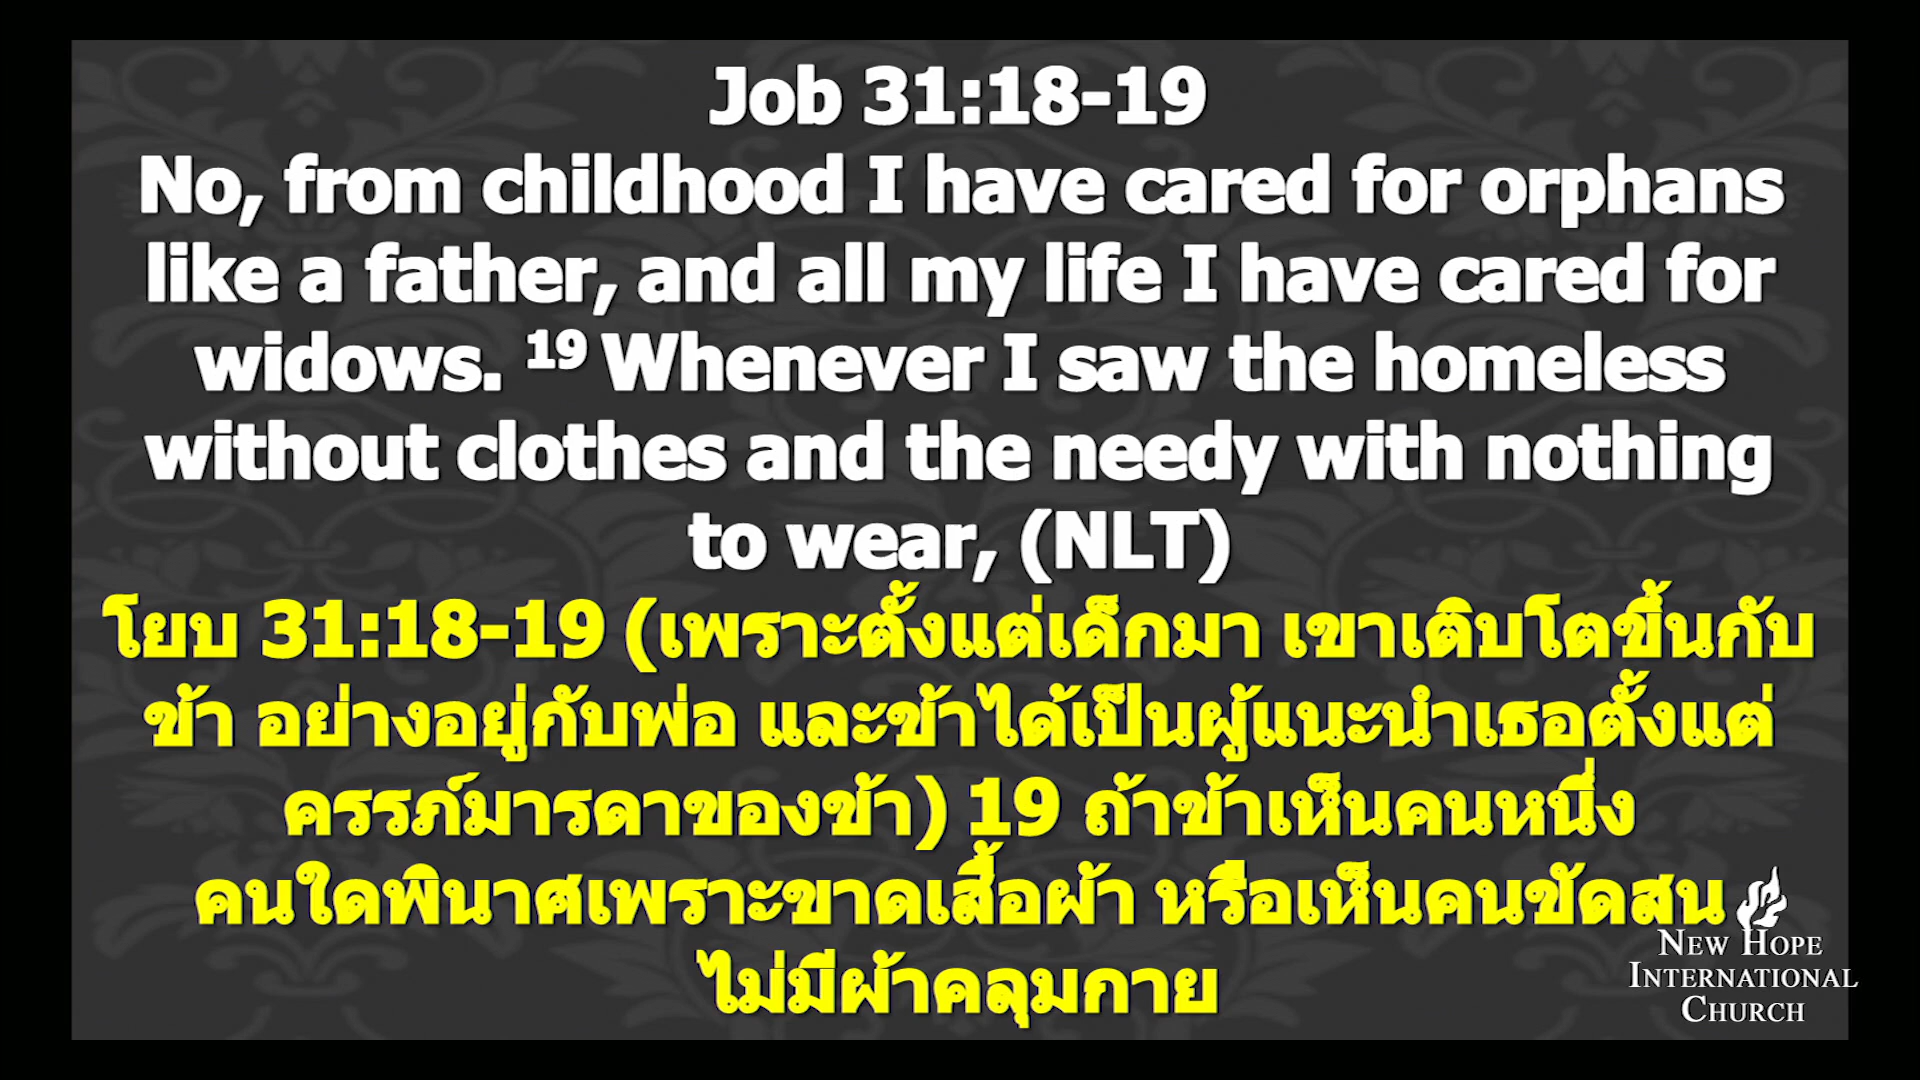 Job 31:18-19
No, from childhood I have cared for orphans
like a father, and all my life I have cared for
widows. 19 Whenever I saw the homeless
without clothes and the needy with nothing
to wear, (NLT)
โยบ 31:18-19 (เพราะตั้งแต่เด็กมา เขาเติบโตขึ้นกับ
ข้า อย่างอยู่กับพ่อ และข้าได้เป็นผู้แนะนำเธอตั้งแต่
ครรภ์มารดาของข้า) 19 ถ้าข้าเห็นคนหนึ่ง
คนใดพินาศเพราะขาดเสื้อผ้า หรือเห็นคนขัดสน
ไม่มีผ้าคลุมกาย
NEW HOPE
INTERNATIONAL
CHURCH